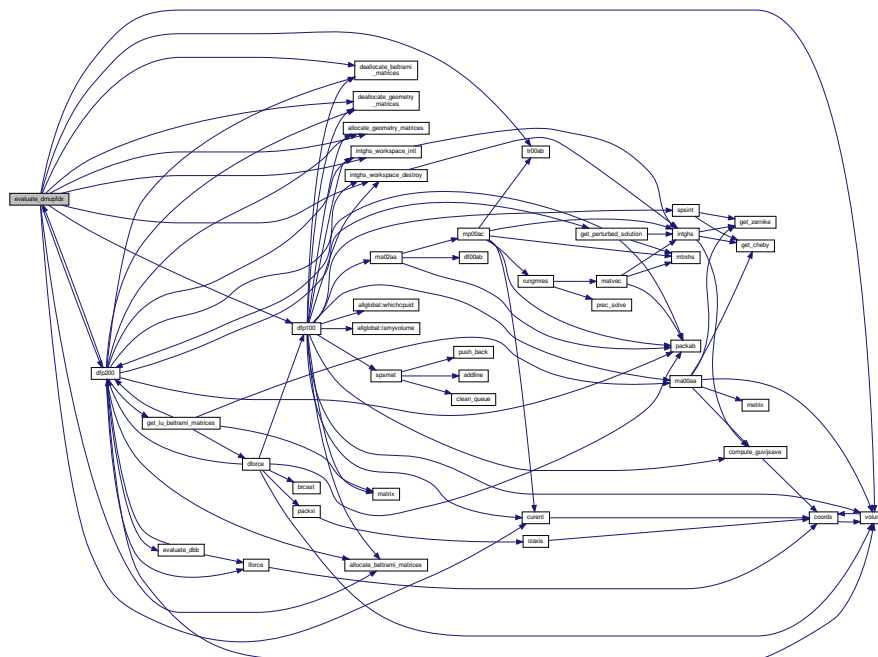 deallocate_beltrami
_matrices
deallocate_geometry
_matrices
allocate_geometry_matrices
intghs_workspace_init
tr00ab
intghs_workspace_destroy
evaluate_dmupfdx
spsint
get_zernike
mp00ac
get_perturbed_solution
intghs
get_cheby
ma02aa
df00ab
mtrxhs
rungmres
matvec
allglobal::whichcpuid
prec_solve
dfp100
allglobal::ismyvolume
packab
push_back
dfp200
spsmat
addline
ma00aa
clean_queue
metrix
get_lu_beltrami_matrices
compute_guvijsave
dforce
brcast
matrix
packxi
curent
coords
volum
rzaxis
evaluate_dbb
lforce
allocate_beltrami_matrices